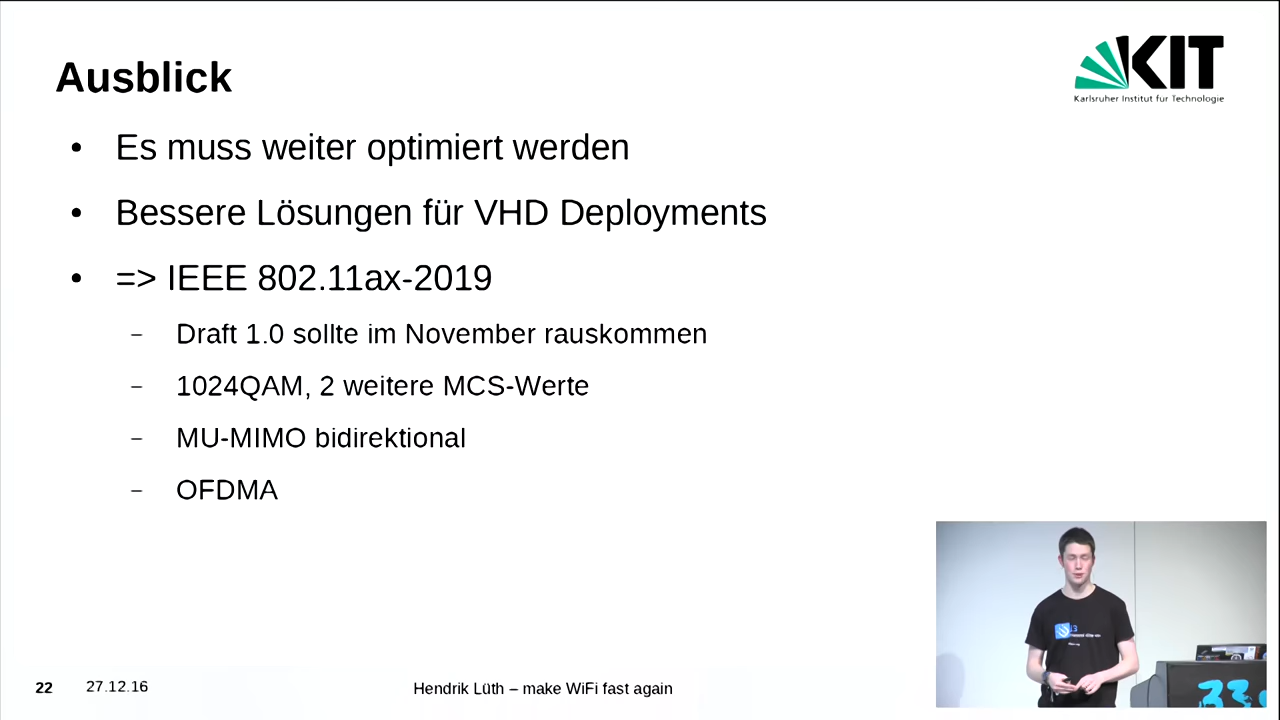 Ausblick
KIT
Karlsruher Institut für Technologie
• Es muss weiter optimiert werden
• Bessere Lösungen für VHD Deployments
• => IEEE 802.11ax-2019
– Draft 1.0 sollte im November rauskommen
– 1024QAM, 2 weitere MCS-Werte
– MU-MIMO bidirektional
– OFDMA
22
27.12.16
Hendrik Lüth – make WiFi fast again